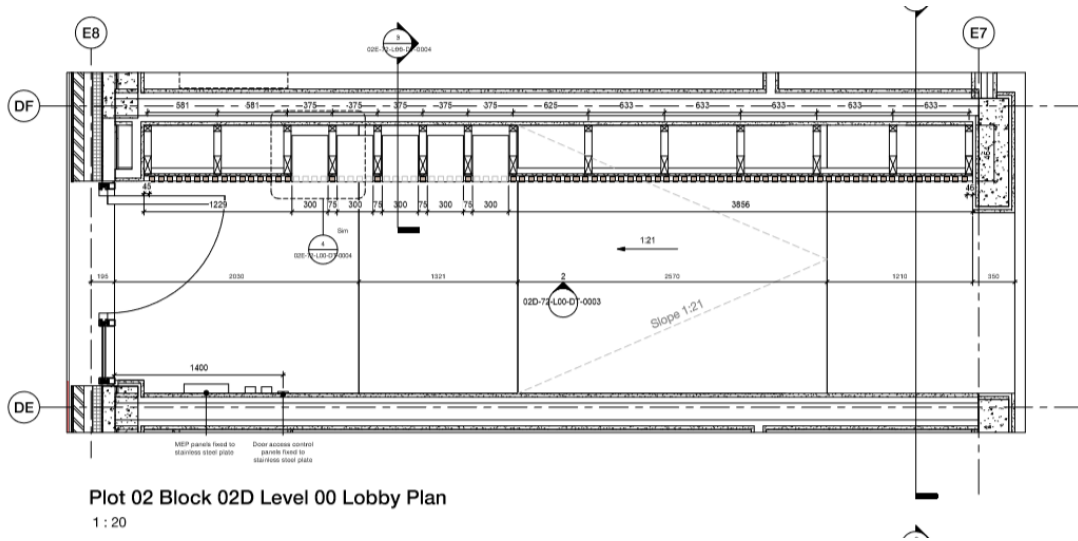 E8
E7
3
02E-72-L00-DT-0004
DF
581
581
375
375
375
375
375
625
633
633
633
633
633
464
45
45
1229
300
75
300
75
300
75
300
75
300
3856
Sim
4
02E-72-L00-DT-0004
1:21
195
2030
1321
2
2570
1210
350
02D-72-L00-DT-0003
Slope 1:21
1400
DE
MEP panels fixed to
stainless steel plate
Door access control
panels fixed to
stainless steel plate
Plot 02 Block 02D Level 00 Lobby Plan
1 : 20